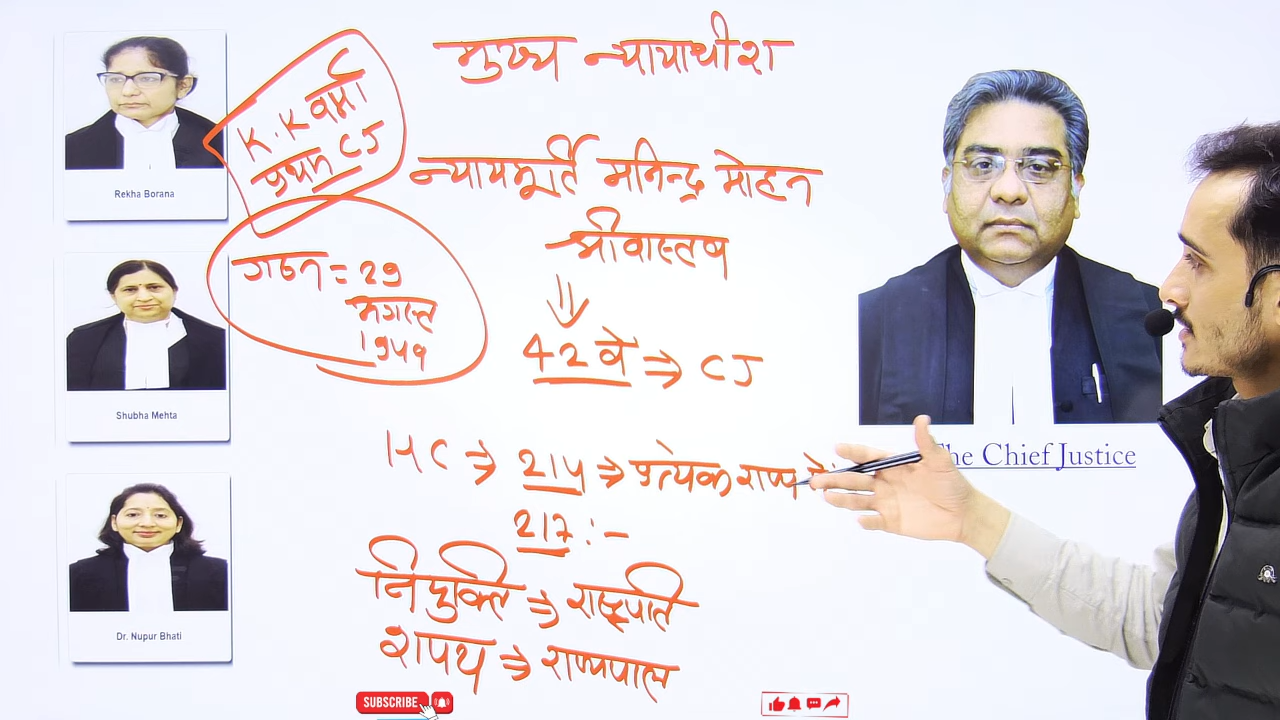 मुख्य न्यायाधीश
K.K वर्मा
प्रथम CJ
Rekha Borana
न्यायमूर्ति मनिन्द्र मोहन
श्रीवास्तव
गठन = 29
अगस्त
1949
42 वे ⇒ CJ
Shubha Mehta
HC ⇒ 214 ⇒ प्रत्येक राज्य
The Chief Justice
217 :-
नियुक्ति ⇒ राष्ट्रपति
Dr. Nupur Bhati
शपथ ⇒ राज्यपाल
SUBSCRIBE